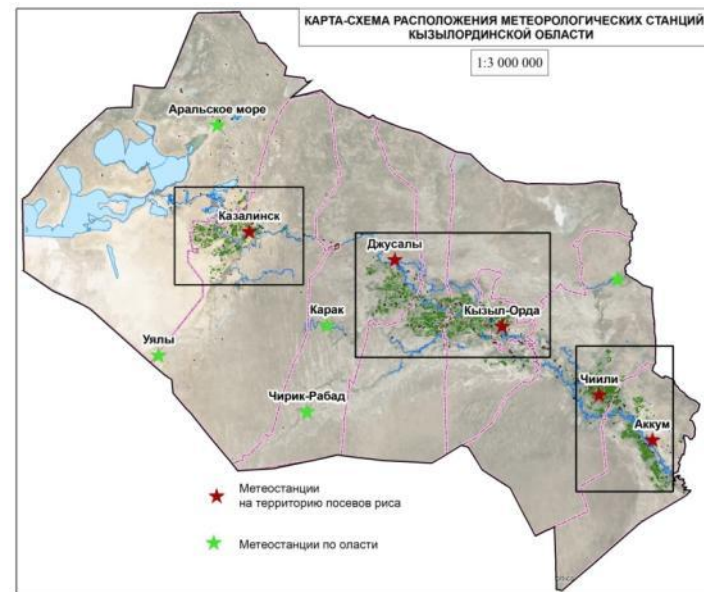 КАРТА-СХЕМА РАСПОЛОЖЕНИЯ МЕТЕОРОЛОГИЧЕСКИХ СТАНЦИЙ
КЫЗЫЛОРДИНСКОЙ ОБЛАСТИ
1:3 000 000
Аральское море
Казалинск
Джусалы
Карак
Кызыл-Орда
Уялы
Чирик-Рабад
Чиили
Аккум
Метеостанции
на территорию посевов риса
Метеостанции по оласти